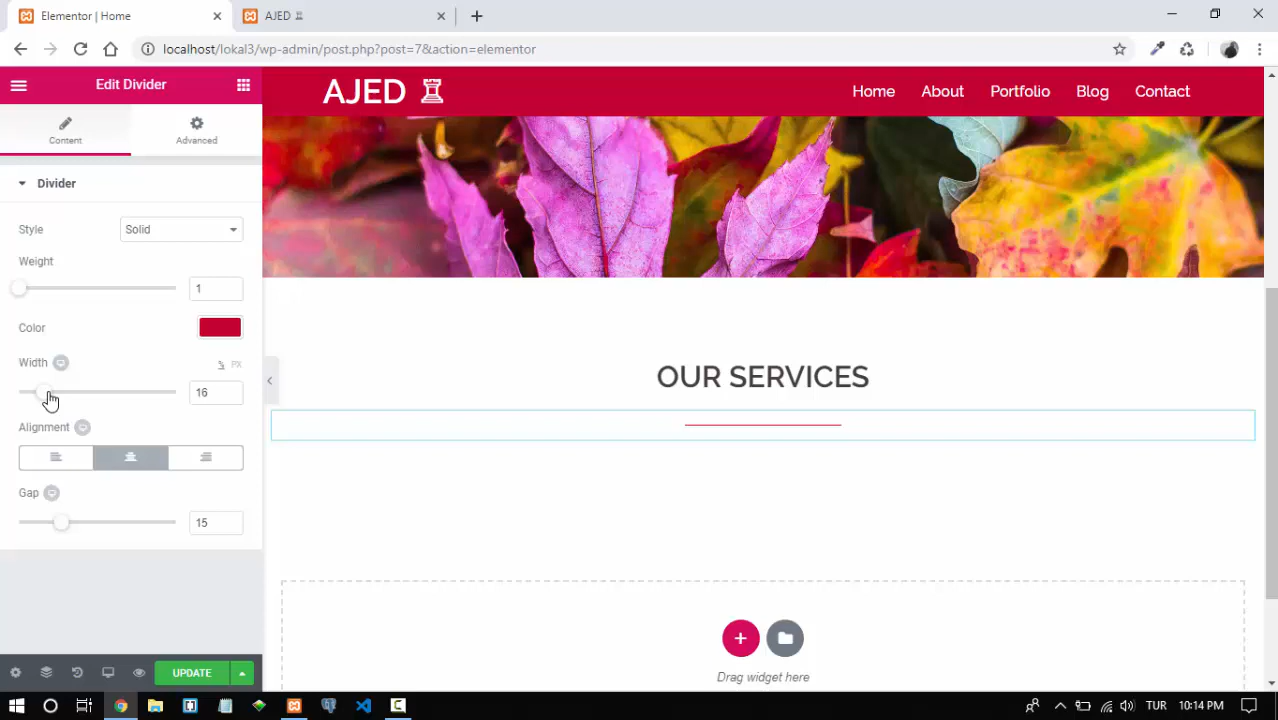 Elementor | Home
AJED
localhost/lokal3/wp-admin/post.php?post=7&action=elementor
Edit Divider
AJED
Home
About
Portfolio
Blog
Contact
Content
Advanced
Divider
Style
Solid
Weight
1
Color
Width
PX
16
Alignment
Gap
15
OUR SERVICES
Drag widget here
UPDATE
TUR
10:14 PM